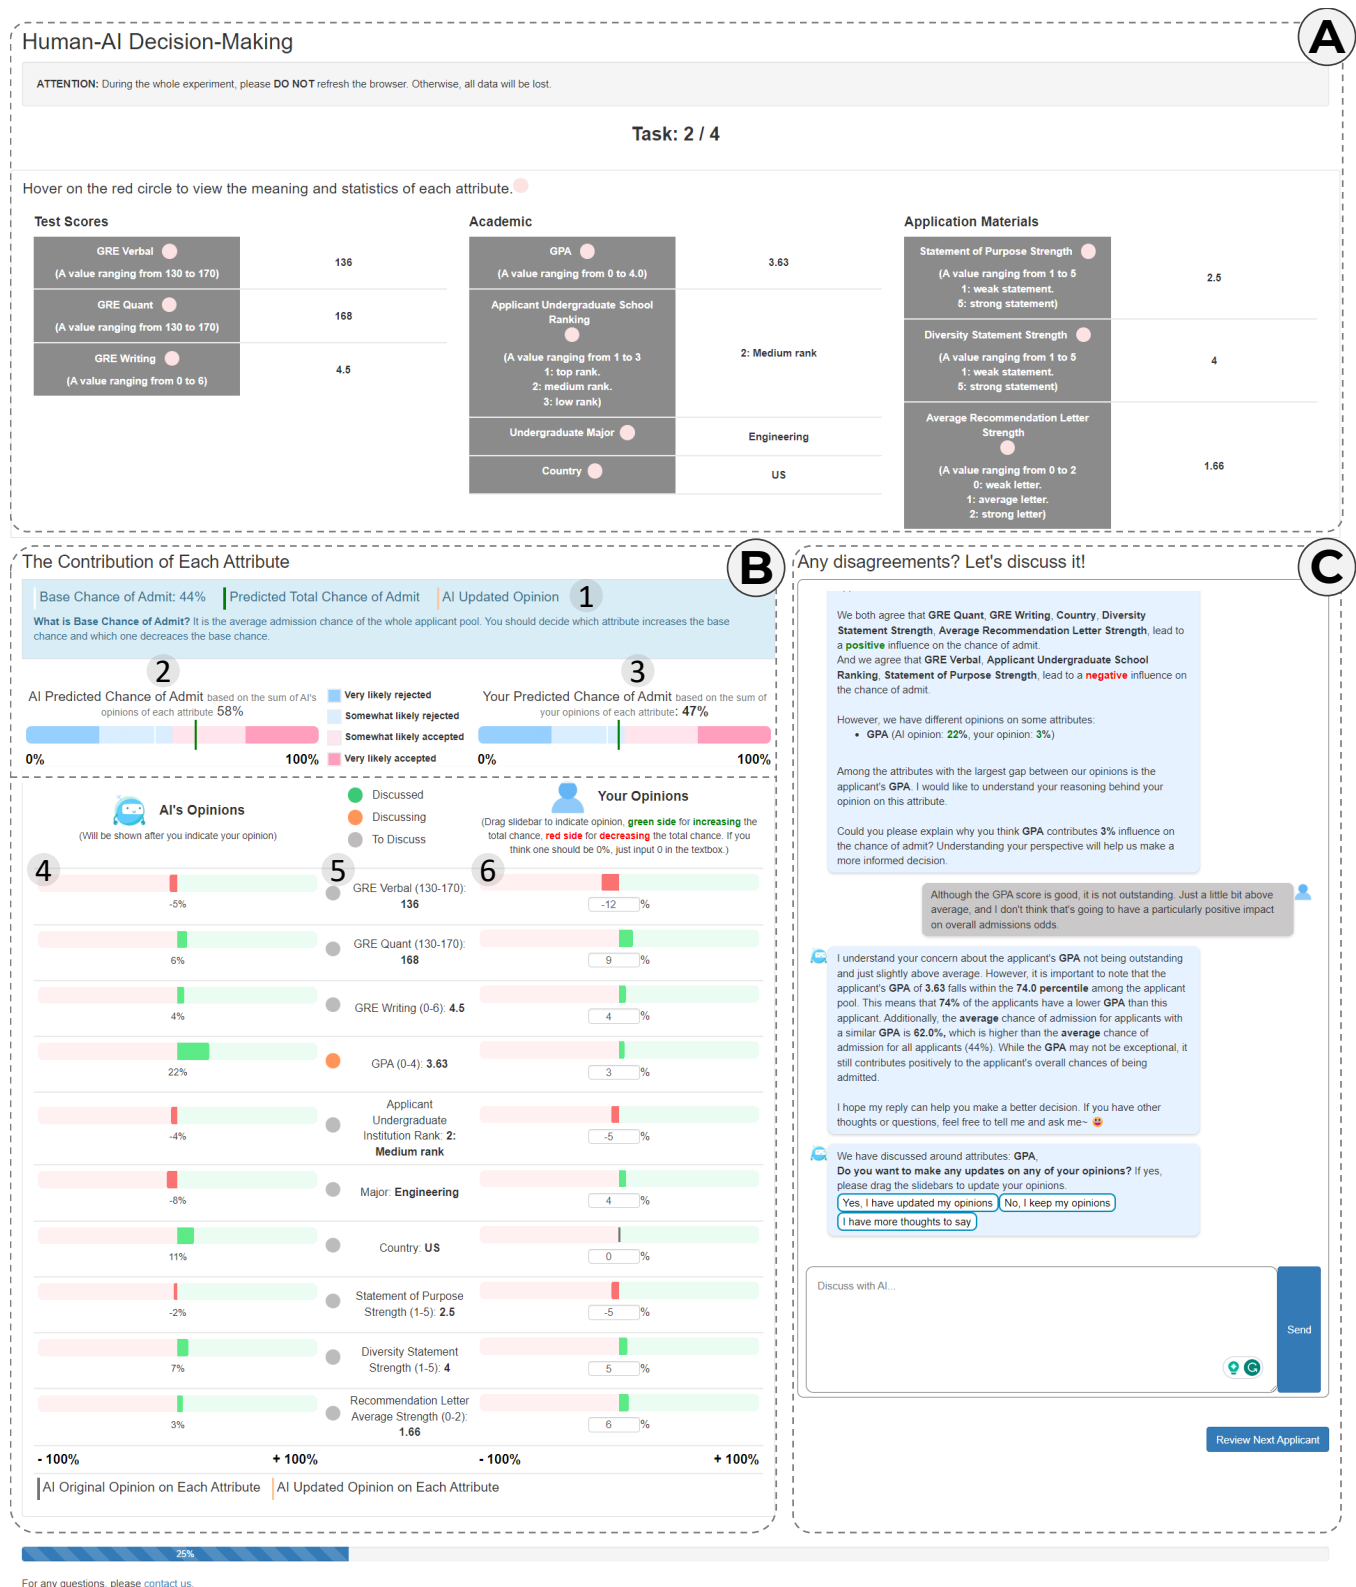 Human-AI Decision-Making
A
ATTENTION: During the whole experiment, please DO NOT refresh the browser. Otherwise, all data will be lost.
Task: 2 / 4
Hover on the red circle to view the meaning and statistics of each attribute.
Test Scores
GRE Verbal
(A value ranging from 130 to 170)
136
GRE Quant
(A value ranging from 130 to 170)
168
GRE Writing
(A value ranging from 0 to 6)
4.5
Academic
GPA
(A value ranging from 0 to 4.0)
3.63
Applicant Undergraduate School
Ranking
(A value ranging from 1 to 3
1: top rank.
2: medium rank.
3: low rank)
2: Medium rank
Undergraduate Major
Engineering
Country
US
Application Materials
Statement of Purpose Strength
(A value ranging from 1 to 5
1: weak statement.
5: strong statement)
2.5
Diversity Statement Strength
(A value ranging from 1 to 5
1: weak statement.
5: strong statement)
4
Average Recommendation Letter
Strength
(A value ranging from 0 to 2
0: weak letter.
1: average letter.
2: strong letter)
1.66
The Contribution of Each Attribute
B
Base Chance of Admit: 44%
Predicted Total Chance of Admit
AI Updated Opinion
1
What is Base Chance of Admit? It is the average admission chance of the whole applicant pool. You should decide which attribute increases the base
chance and which one decreaces the base chance.
2
AI Predicted Chance of Admit based on the sum of AI's
opinions of each attribute 58%
0%
100%
Very likely rejected
Somewhat likely rejected
Somewhat likely accepted
Very likely accepted
3
Your Predicted Chance of Admit based on the sum of
your opinions of each attribute: 47%
0%
100%
AI's Opinions
(Will be shown after you indicate your opinion)
Discussed
Discussing
To Discuss
Your Opinions
(Drag slidebar to indicate opinion, green side for increasing the
total chance, red side for decreasing the total chance. If you
think one should be 0%, just input 0 in the textbox.)
4
5
6
-5%
GRE Verbal (130-170):
136
-12 %
6%
GRE Quant (130-170):
168
9 %
4%
GRE Writing (0-6): 4.5
4 %
22%
GPA (0-4): 3.63
3 %
-4%
Applicant
Undergraduate
Institution Rank: 2:
Medium rank
-5 %
-8%
Major: Engineering
4 %
11%
Country: US
0 %
-2%
Statement of Purpose
Strength (1-5): 2.5
-5 %
7%
Diversity Statement
Strength (1-5): 4
5 %
3%
Recommendation Letter
Average Strength (0-2):
1.66
6 %
- 100%
+ 100%
- 100%
+ 100%
AI Original Opinion on Each Attribute
AI Updated Opinion on Each Attribute
Any disagreements? Let's discuss it!
C
We both agree that GRE Quant, GRE Writing, Country, Diversity
Statement Strength, Average Recommendation Letter Strength, lead to
a positive influence on the chance of admit.
And we agree that GRE Verbal, Applicant Undergraduate School
Ranking, Statement of Purpose Strength, lead to a negative influence on
the chance of admit.
However, we have different opinions on some attributes:
• GPA (AI opinion: 22%, your opinion: 3%)
Among the attributes with the largest gap between our opinions is the
applicant's GPA. I would like to understand your reasoning behind your
opinion on this attribute.
Could you please explain why you think GPA contributes 3% influence on
the chance of admit? Understanding your perspective will help us make a
more informed decision.
Although the GPA score is good, it is not outstanding. Just a little bit above
average, and I don't think that's going to have a particularly positive impact
on overall admissions odds.
I understand your concern about the applicant's GPA not being outstanding
and just slightly above average. However, it is important to note that the
applicant's GPA of 3.63 falls within the 74.0 percentile among the applicant
pool. This means that 74% of the applicants have a lower GPA than this
applicant. Additionally, the average chance of admission for applicants with
a similar GPA is 62.0%, which is higher than the average chance of
admission for all applicants (44%). While the GPA may not be exceptional, it
still contributes positively to the applicant's overall chances of being
admitted.
I hope my reply can help you make a better decision. If you have other
thoughts or questions, feel free to tell me and ask me~ 😃
We have discussed around attributes: GPA,
Do you want to make any updates on any of your opinions? If yes,
please drag the slidebars to update your opinions.
Yes, I have updated my opinions
No, I keep my opinions
I have more thoughts to say
Discuss with AI...
Send
Review Next Applicant
25%
For any questions, please contact us.